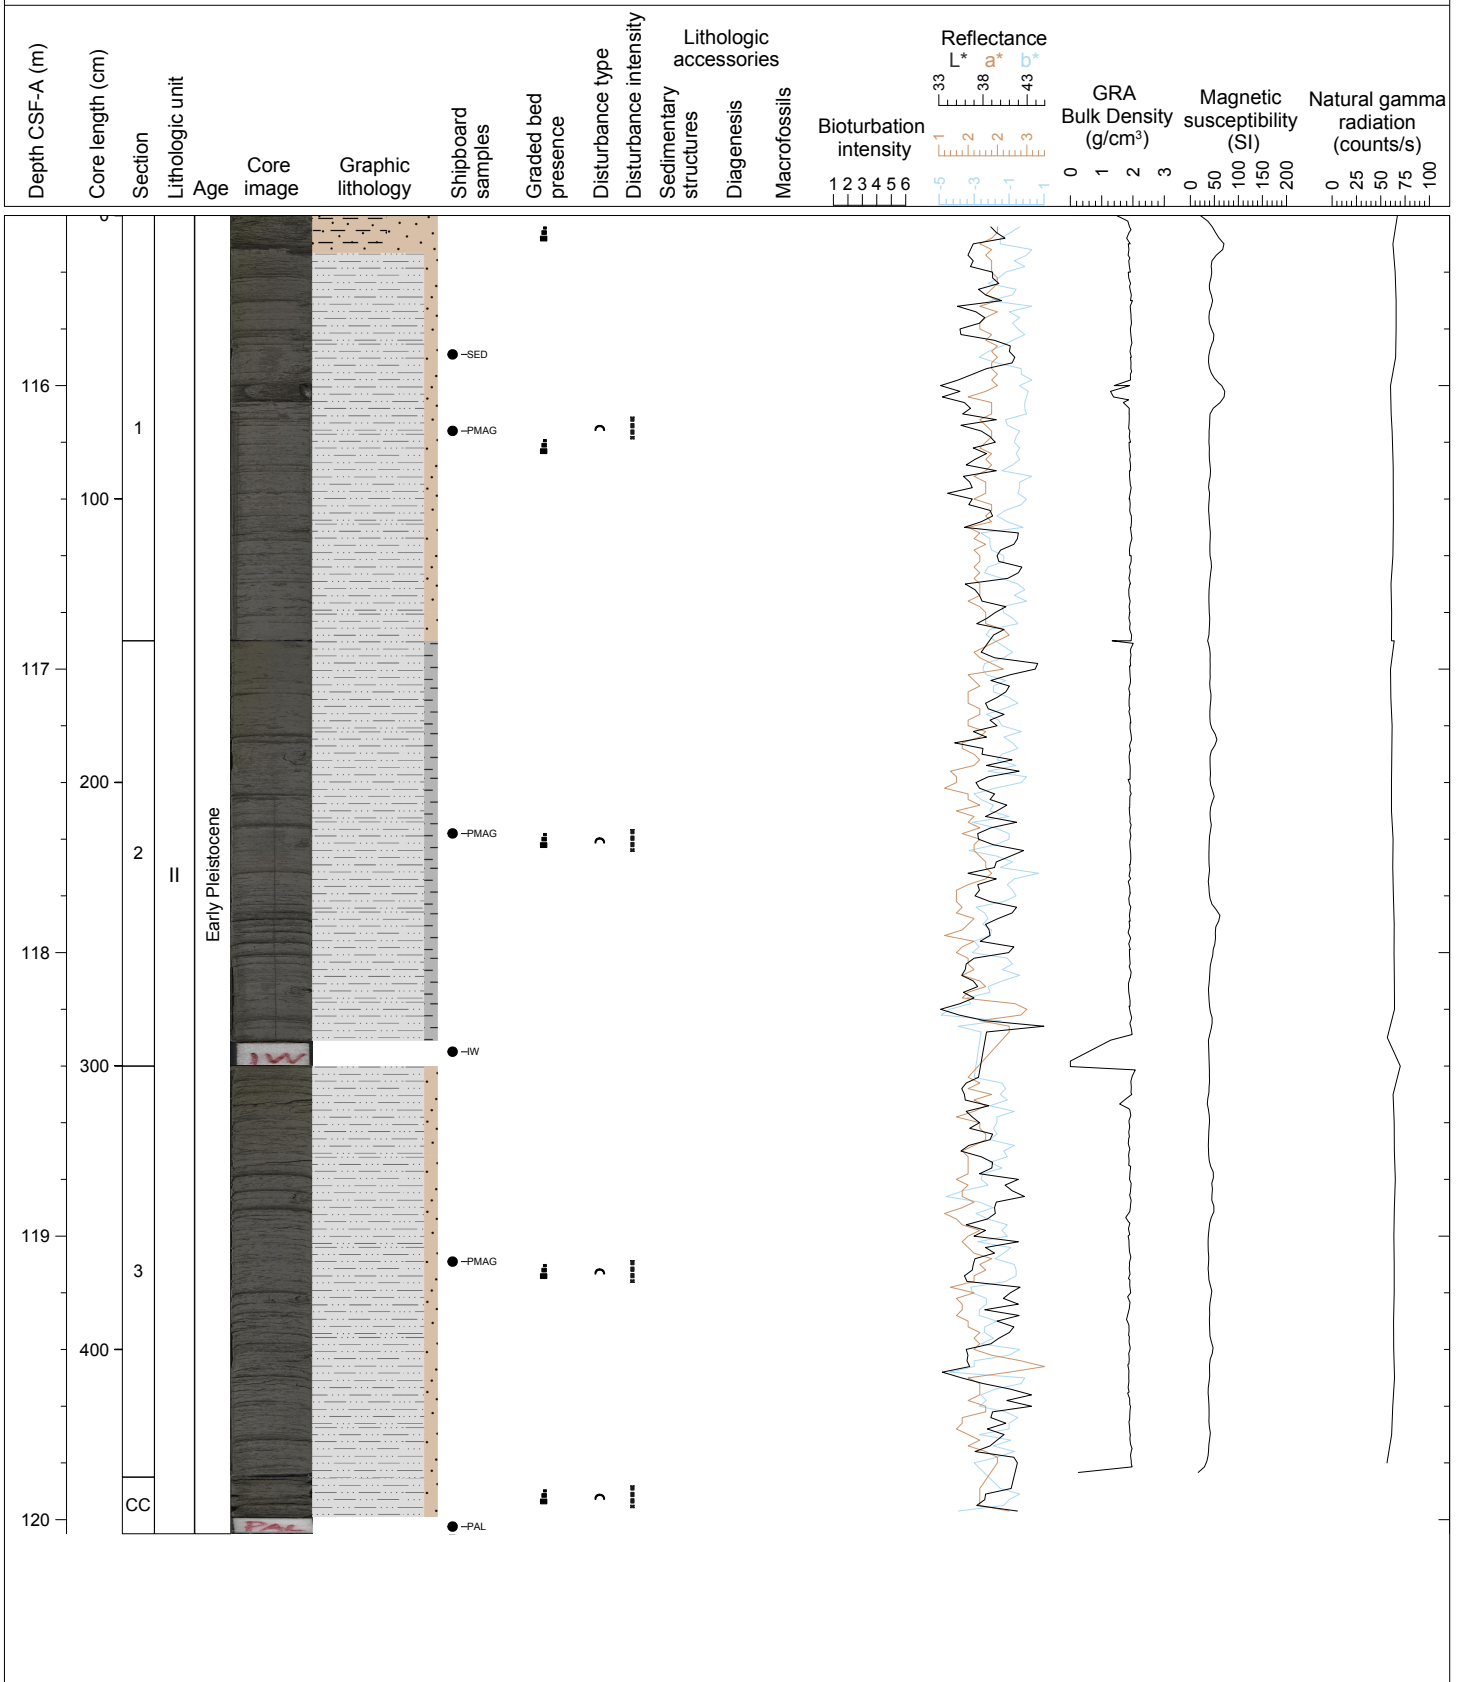 Depth CSF-A (m)
Core length (cm)
Section
Lithologic unit
Age
Core
image
Graphic
lithology
Shipboard
samples
Graded bed
presence
Disturbance type
Disturbance intensity
Lithologic
accessories
Sedimentary
structures
Diagenesis
Macrofossils
Bioturbation
intensity
1 2 3 4 5 6
Reflectance
L* a* b*
33 38 43
1 2 2 3
-5 -3 -1 1
GRA
Bulk Density
(g/cm³)
0 1 2 3
Magnetic
susceptibility
(SI)
0 50 100 150 200
Natural gamma
radiation
(counts/s)
0 25 50 75 100
0
SED
116
1
PMAG
100
117
200
2
PMAG
II
Early Pleistocene
118
IW
IW
300
119
3
PMAG
400
CC
120
PAL
PAL